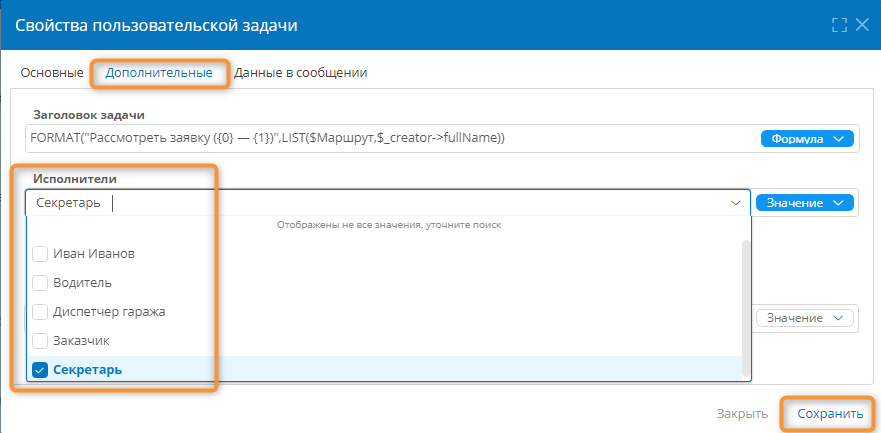 Свойства пользовательской задачи
Основные Дополнительные Данные в сообщении
Заголовок задачи
FORMAT("Рассмотреть заявку ({0} — {1})",LIST($Маршрут,$_creator->fullName))
Формула
Исполнители
Секретарь
Значение
Отображены не все значения, уточните поиск
Иван Иванов
Водитель
Диспетчер гаража
Значение
Заказчик
Секретарь
Закрыть Сохранить